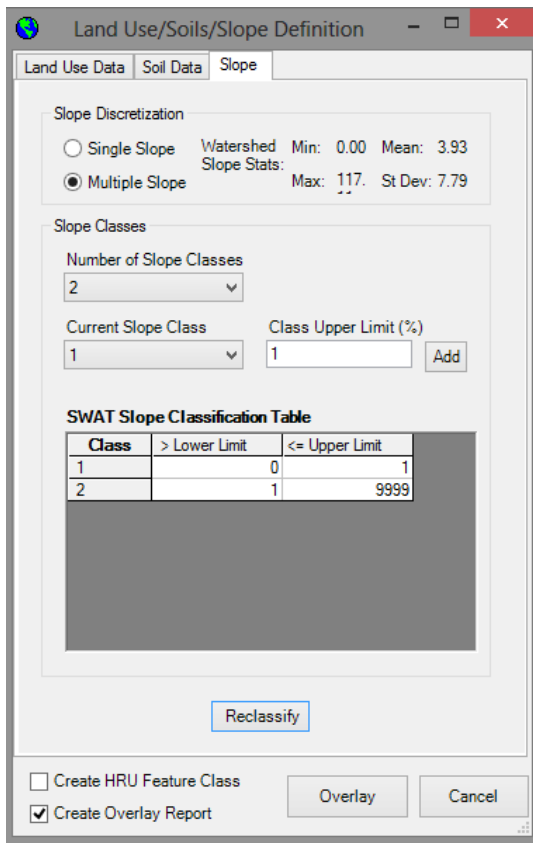 Land Use/Soils/Slope Definition
Land Use Data Soil Data Slope
Slope Discretization
Single Slope Watershed Min: 0.00 Mean: 3.93
Slope Stats:
Multiple Slope Max: 117. St Dev: 7.79
Slope Classes
Number of Slope Classes
2
Current Slope Class Class Upper Limit (%)
1 1 Add
SWAT Slope Classification Table
Class > Lower Limit <= Upper Limit
1 0 1
2 1 9999
Reclassify
Create HRU Feature Class
Overlay Cancel
Create Overlay Report